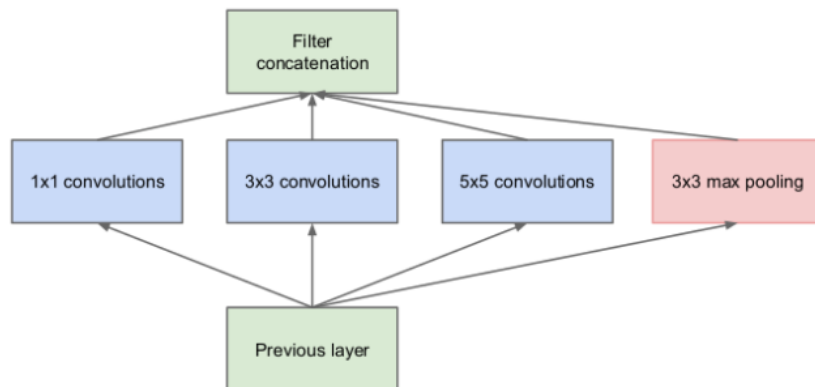 Filter
concatenation
1x1 convolutions
3x3 convolutions
5x5 convolutions
3x3 max pooling
Previous layer